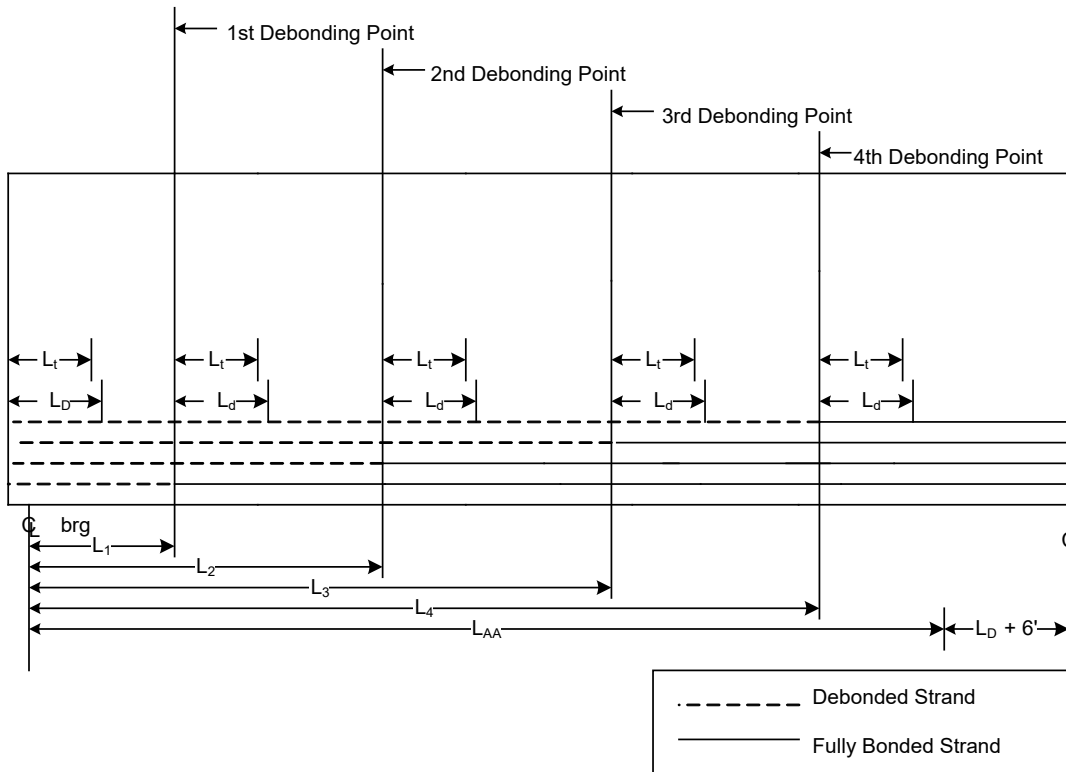 1st Debonding Point
2nd Debonding Point
3rd Debonding Point
4th Debonding Point
Lt Lt Lt Lt Lt
LD Ld Ld Ld Ld
℄ brg
C
L1
L2
L3
L4
LAA LD + 6'
Debonded Strand
Fully Bonded Strand